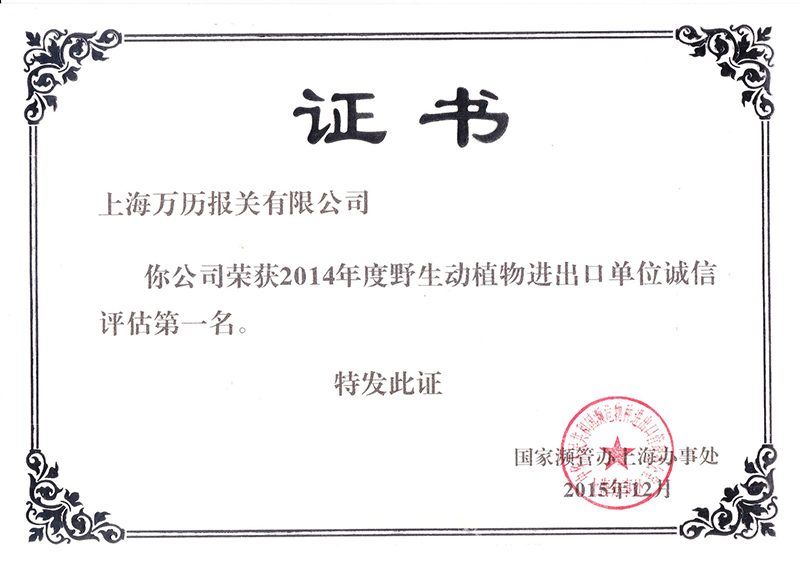 证书
上海万历报关有限公司
你公司荣获2014年度野生动植物进出口单位诚信
评估第一名。
特发此证
国家濒管办上海办事处
2015年12月